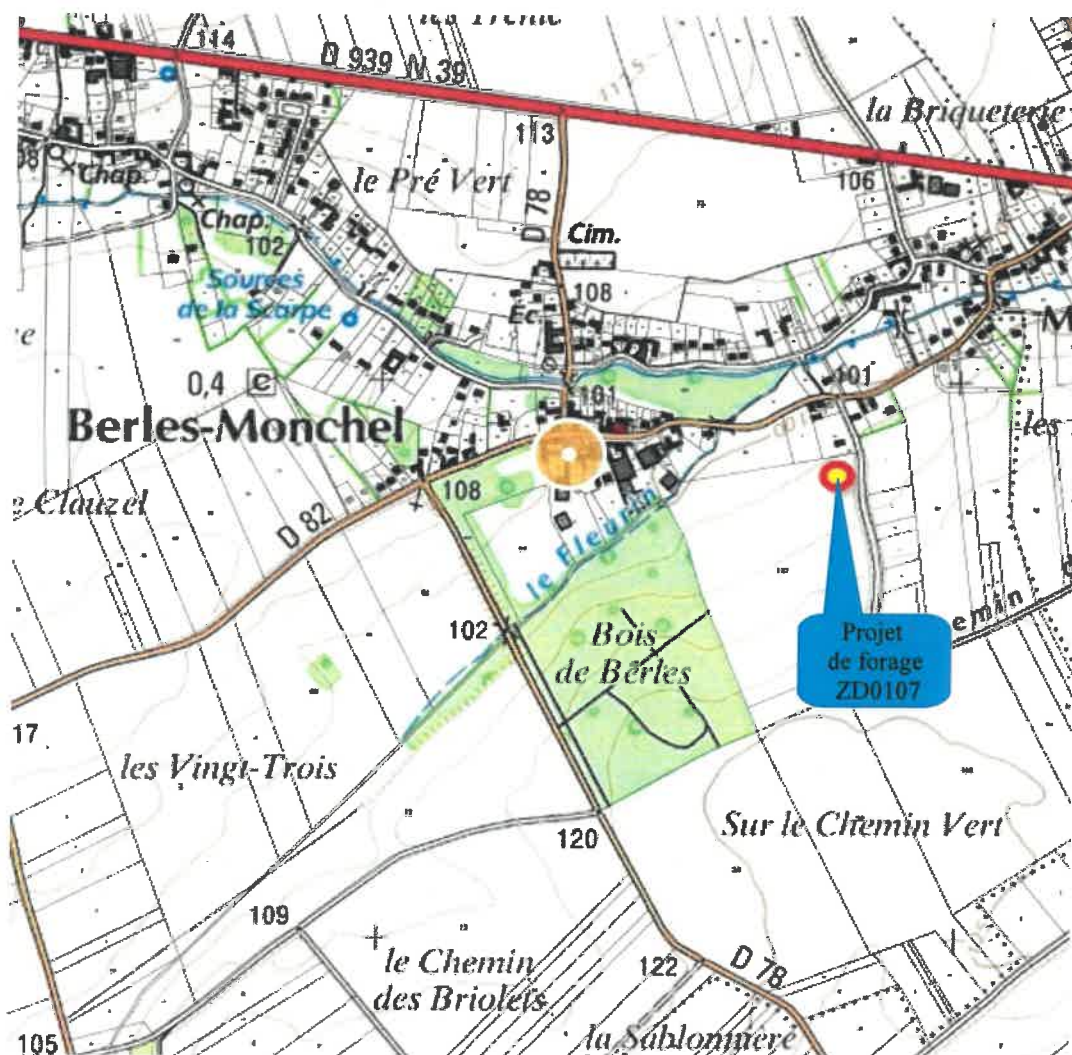 114
D 939 N 39
113
la Briqueterie
106
Chap.
le Pré Vert
D 78
Chap.
102
Cim.
Sources
de la Scarpe
108
Ec
0,4
101
101
Berles-Monchel
les
Clauzel
108
D 82
le Fleurin
emin
102
Bois
de Berles
Projet
de forage
ZD0107
17
les Vingt-Trois
120
Sur le Chemin Vert
109
le Chemin
des Briolets
122
D 78
la Sablonnière
105